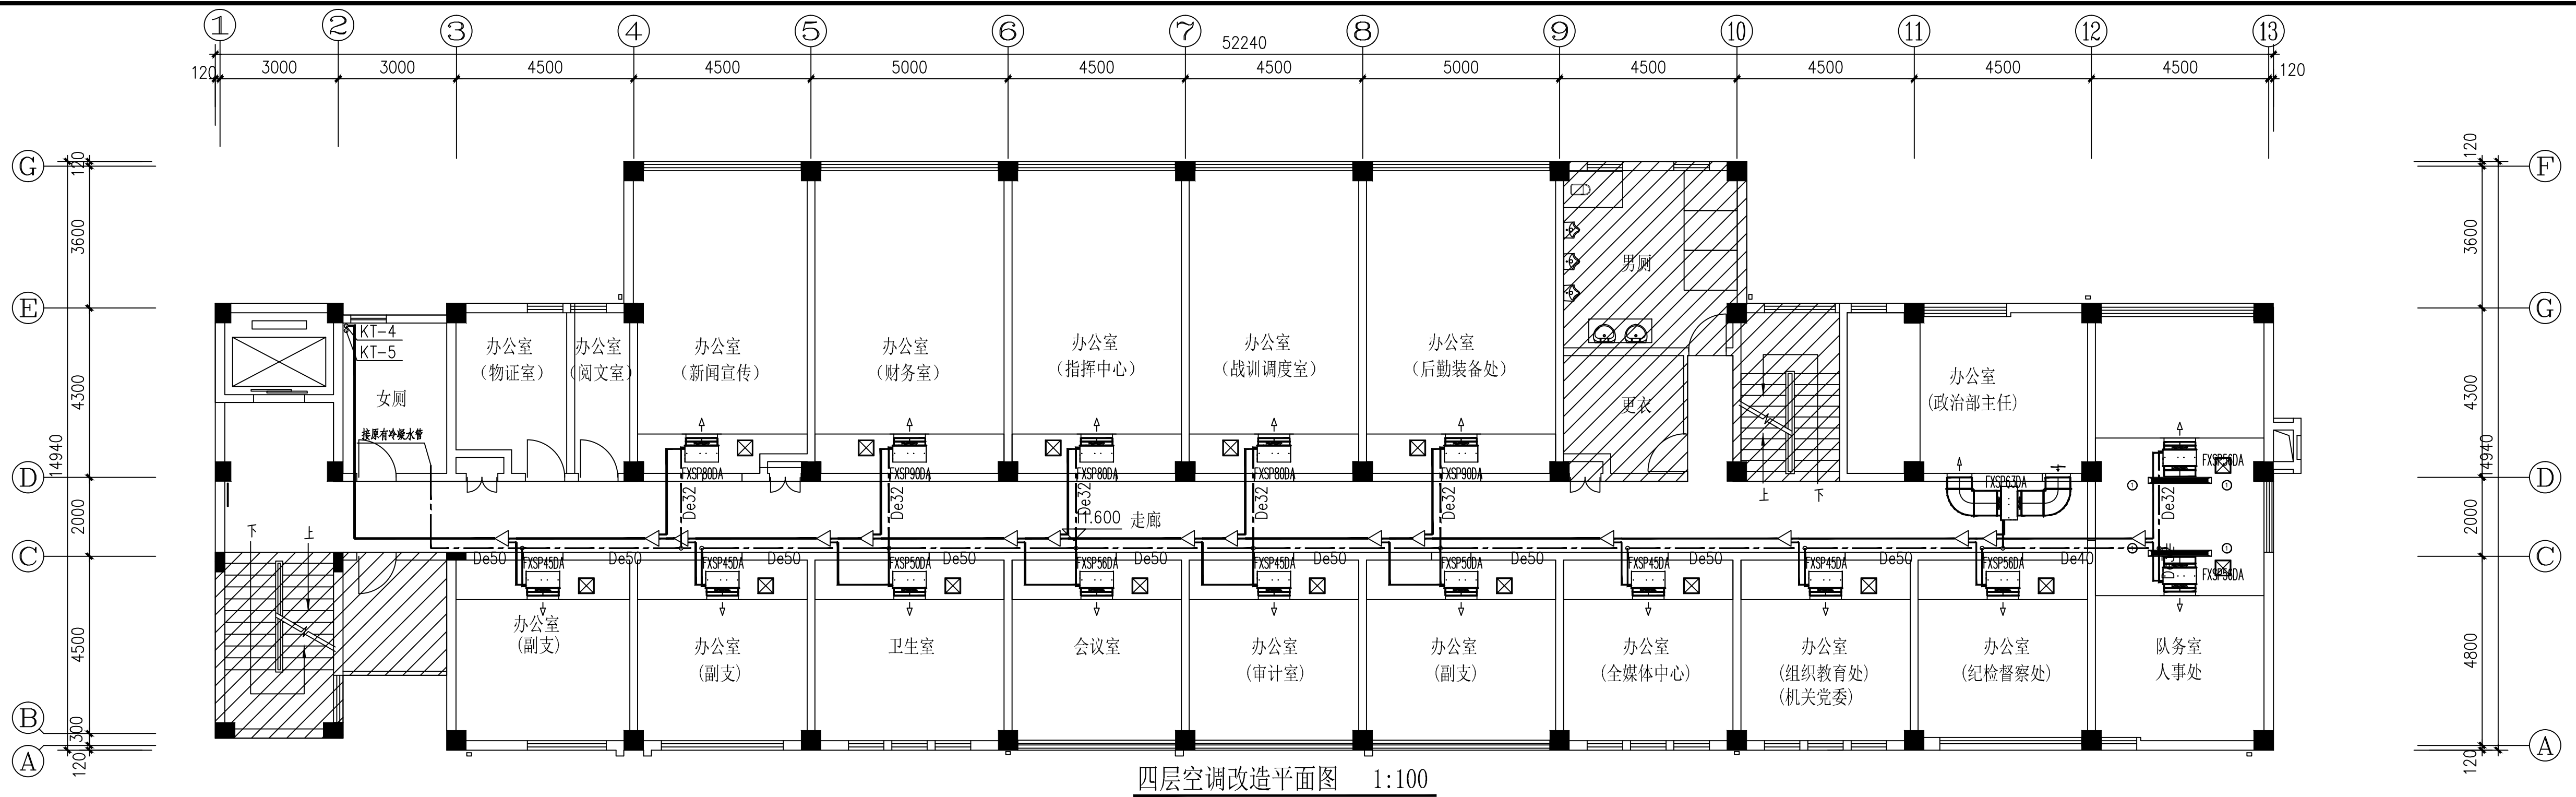 ① ② ③ ④ ⑤ ⑥ ⑦ ⑧ ⑨ ⑩ ⑪ ⑫ ⑬
52240
120 3000 3000 4500 4500 5000 4500 4500 5000 4500 4500 4500 4500 120
G
120
3600
E
4300
14940
D
2000
C
4500
B
300
A
120
F
120
3600
G
4300
14940
D
2000
C
4800
A
120
KT-4
KT-5
女厕
接原有冷凝水管
办公室
(物证室)
办公室
(阅文室)
办公室
(新闻宣传)
办公室
(财务室)
办公室
(指挥中心)
办公室
(战训调度室)
办公室
(后勤装备处)
男厕
更衣
办公室
(政治部主任)
FXSP80DA FXSP90DA FXSP80DA FXSP80DA FXSP90DA FXSP63DA FXSP56DA
De32 De32 De32 De32 De32 De32
上 下
下 上
11.600 走廊
De50 De50 De50 De50 De50 De50 De50 De50 De50 De40
FXSP45DA FXSP45DA FXSP50DA FXSP56DA FXSP45DA FXSP50DA FXSP45DA FXSP45DA FXSP56DA FXSP56DA
办公室
(副支)
办公室
(副支)
卫生室
会议室
办公室
(审计室)
办公室
(副支)
办公室
(全媒体中心)
办公室
(组织教育处)
(机关党委)
办公室
(纪检督察处)
队务室
人事处
四层空调改造平面图 1:100